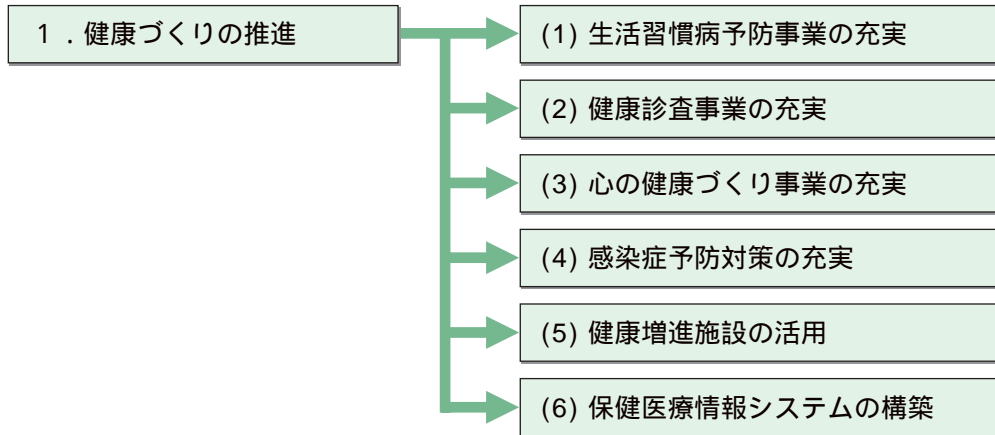 1．健康づくりの推進
(1) 生活習慣病予防事業の充実
(2) 健康診査事業の充実
(3) 心の健康づくり事業の充実
(4) 感染症予防対策の充実
(5) 健康増進施設の活用
(6) 保健医療情報システムの構築